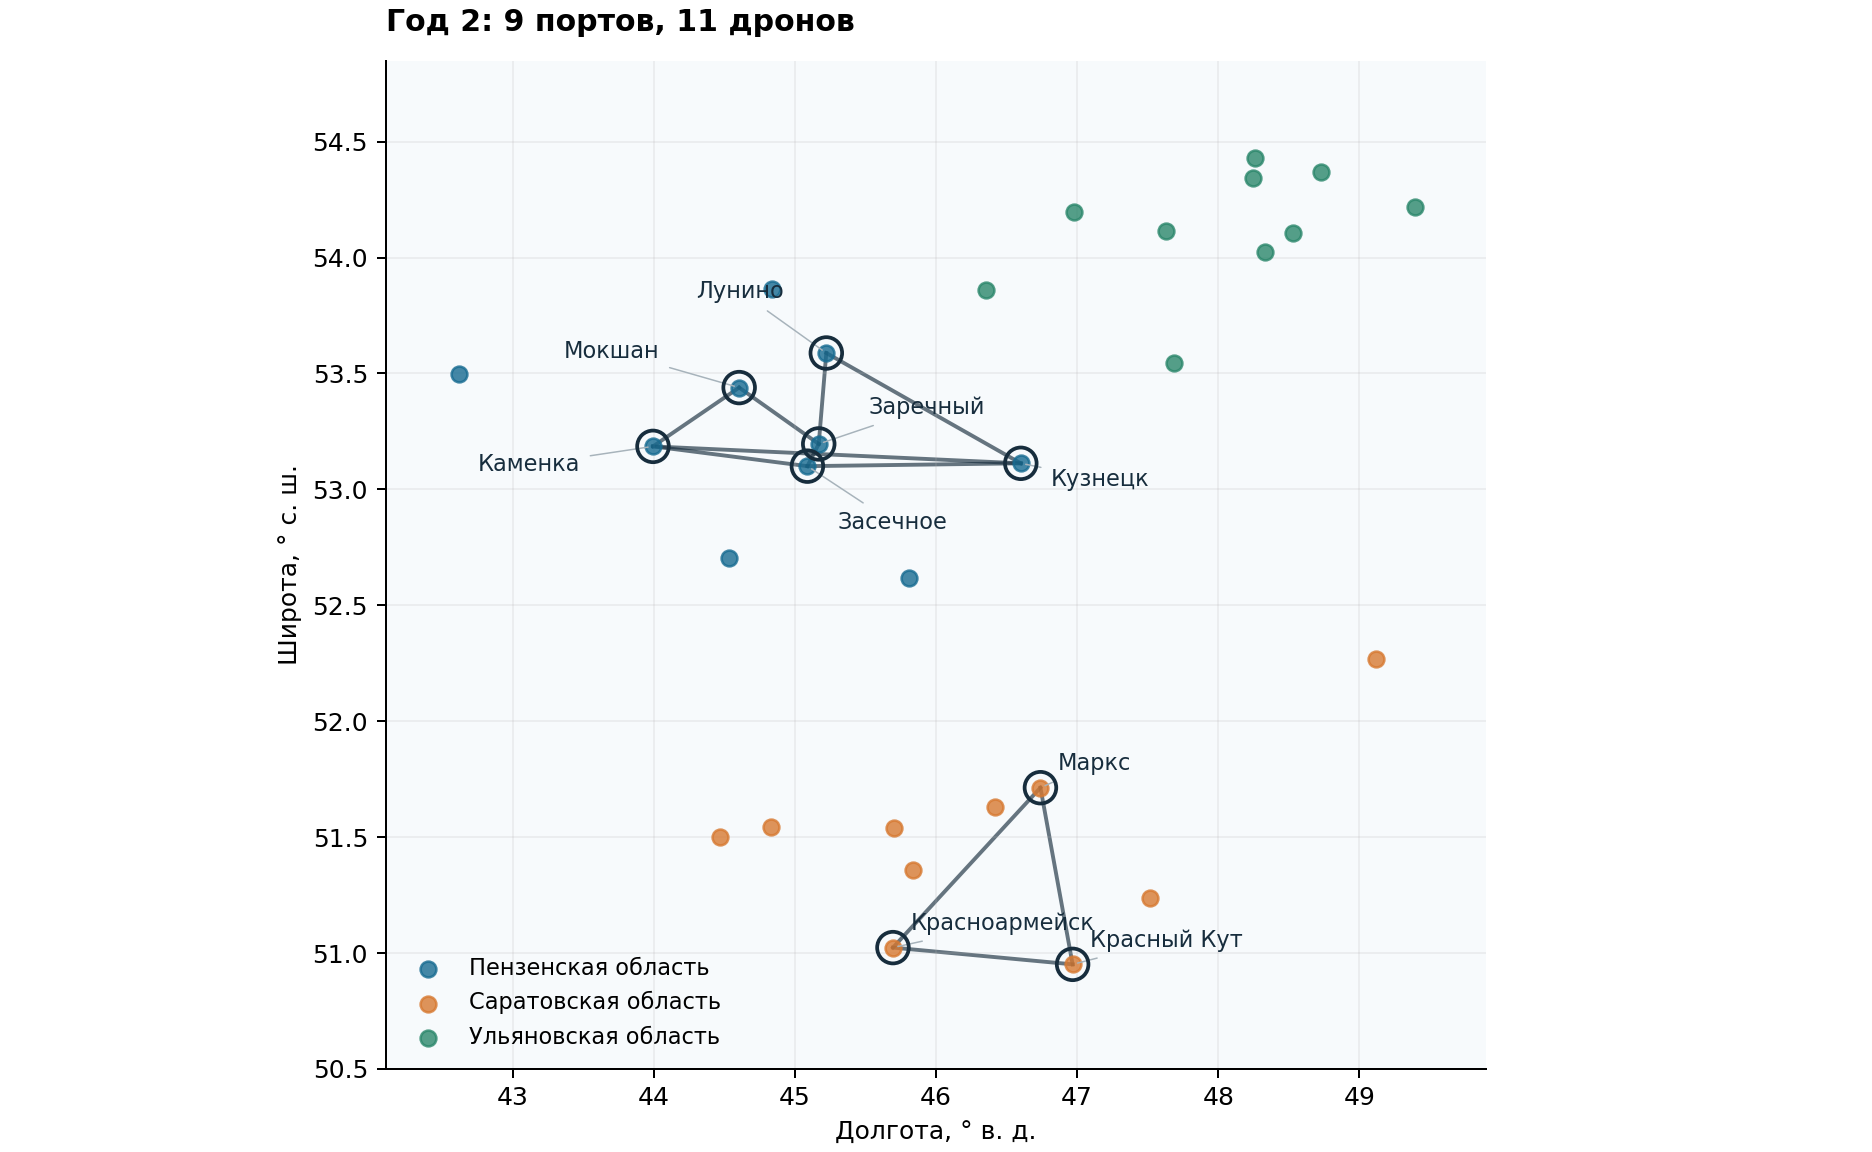 Год 2: 9 портов, 11 дронов
54.5
54.0
53.5
53.0
52.5
52.0
51.5
51.0
50.5
Широта, ° с. ш.
Лунино
Мокшан
Заречный
Каменка
Кузнецк
Засечное
Маркс
Красноармейск
Красный Кут
Пензенская область
Саратовская область
Ульяновская область
43 44 45 46 47 48 49
Долгота, ° в. д.